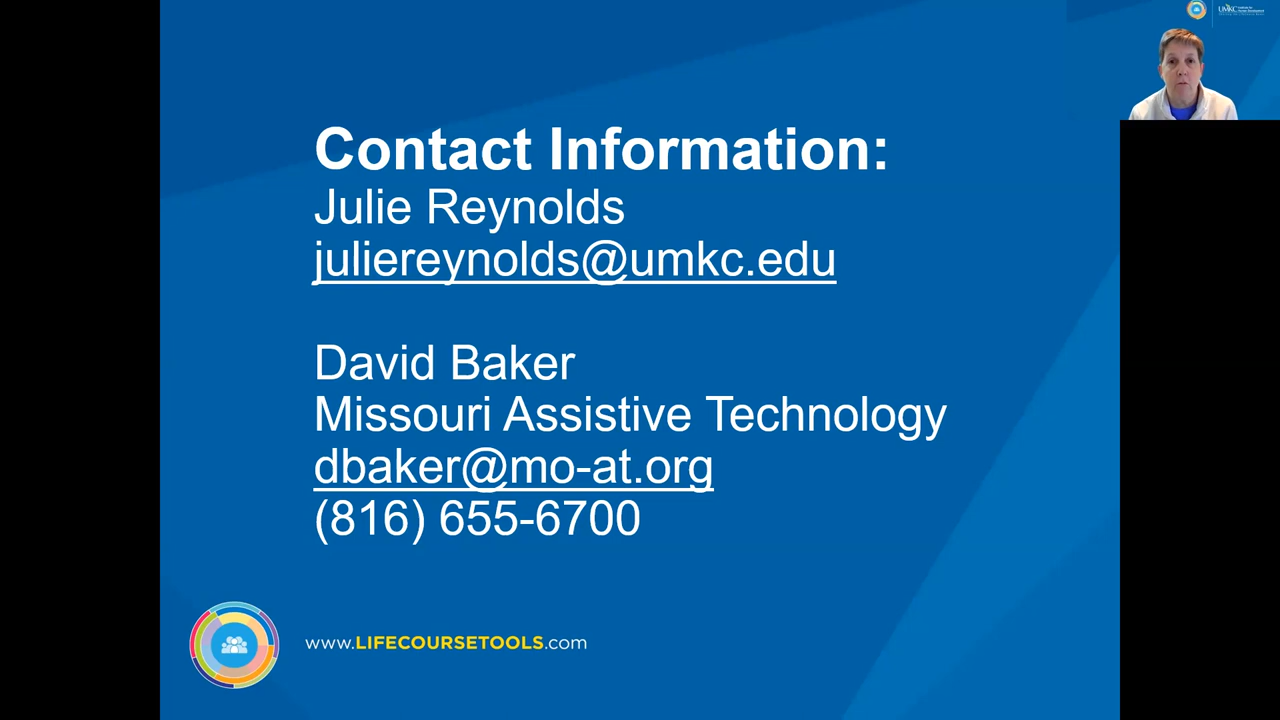 Contact Information:
Julie Reynolds
juliereynolds@umkc.edu
David Baker
Missouri Assistive Technology
dbaker@mo-at.org
(816) 655-6700
www.LIFECOURSETOOLS.com
UMKC